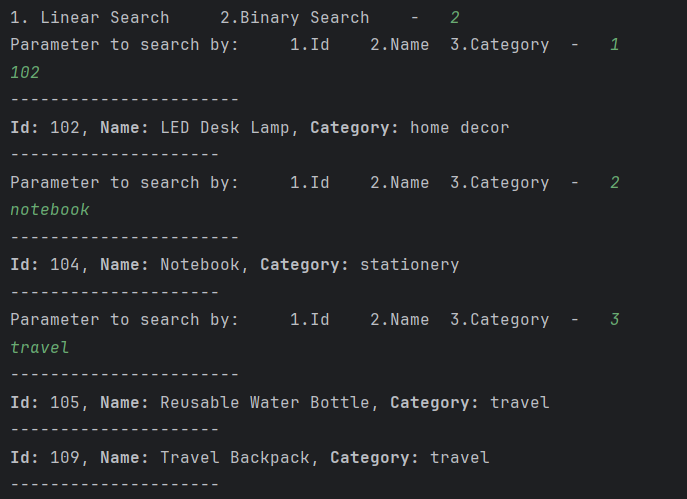 1. Linear Search     2.Binary Search    -   2
Parameter to search by:     1.Id    2.Name  3.Category  -   1
102
-----------------------
Id: 102, Name: LED Desk Lamp, Category: home decor
---------------------
Parameter to search by:     1.Id    2.Name  3.Category  -   2
notebook
-----------------------
Id: 104, Name: Notebook, Category: stationery
---------------------
Parameter to search by:     1.Id    2.Name  3.Category  -   3
travel
-----------------------
Id: 105, Name: Reusable Water Bottle, Category: travel
---------------------
Id: 109, Name: Travel Backpack, Category: travel
---------------------